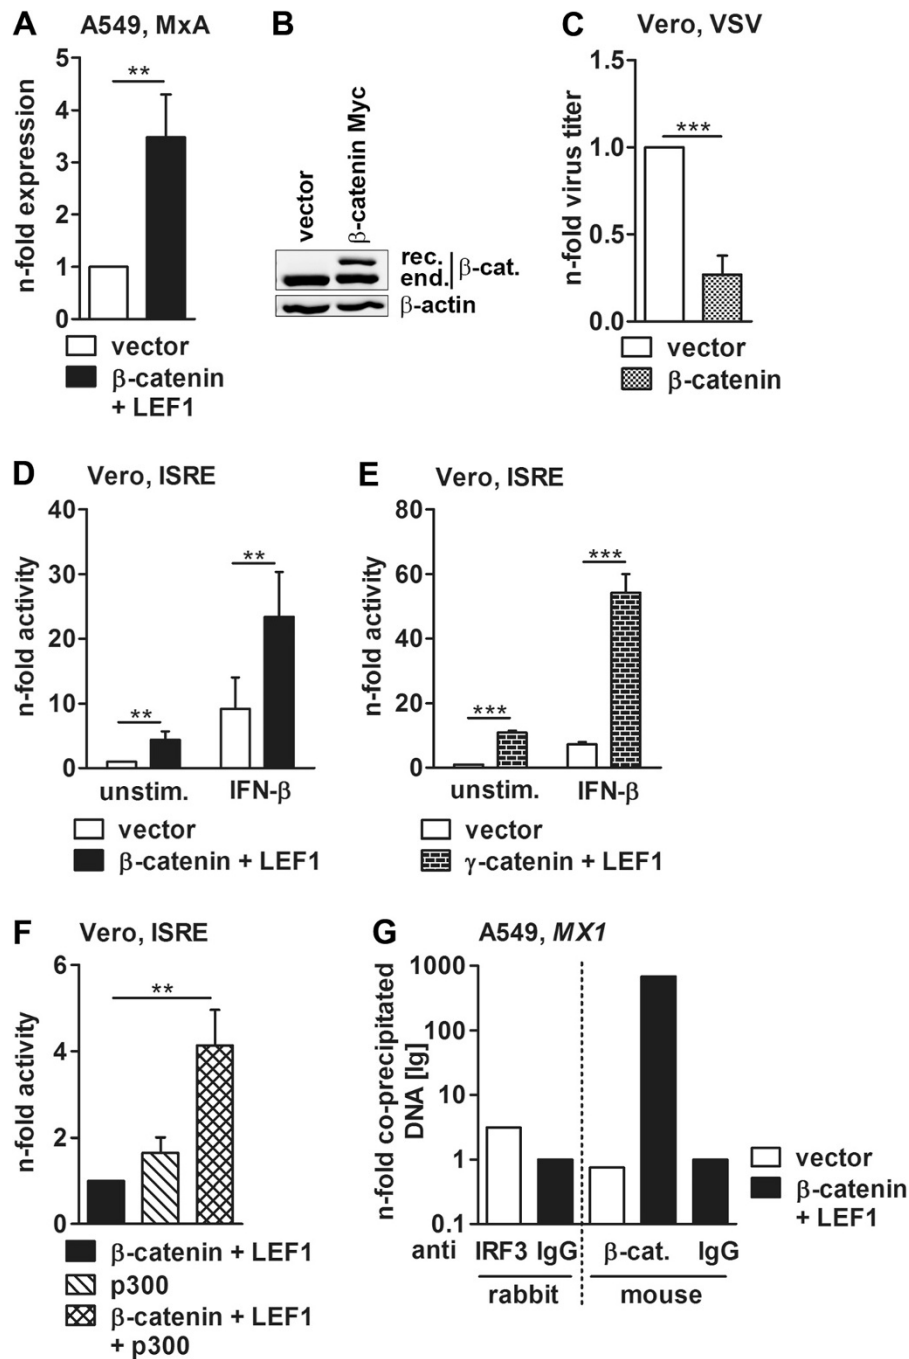 A A549, MxA
n-fold expression
5
4
3
2
1
0
**
vector
β-catenin
+ LEF1
B
vector
β-catenin Myc
rec.
end.
β-cat.
β-actin
C Vero, VSV
n-fold virus titer
1.0
0.5
0.0
***
vector
β-catenin
D Vero, ISRE
n-fold activity
40
30
20
10
0
**
**
unstim. IFN-β
vector
β-catenin + LEF1
E Vero, ISRE
n-fold activity
80
60
40
20
0
***
***
unstim. IFN-β
vector
γ-catenin + LEF1
F Vero, ISRE
n-fold activity
6
4
2
0
**
β-catenin + LEF1
p300
β-catenin + LEF1
+ p300
G A549, MX1
n-fold co-precipitated
DNA [lg]
1000
100
10
1
0.1
anti IRF3 IgG β-cat. IgG
rabbit mouse
vector
β-catenin
+ LEF1